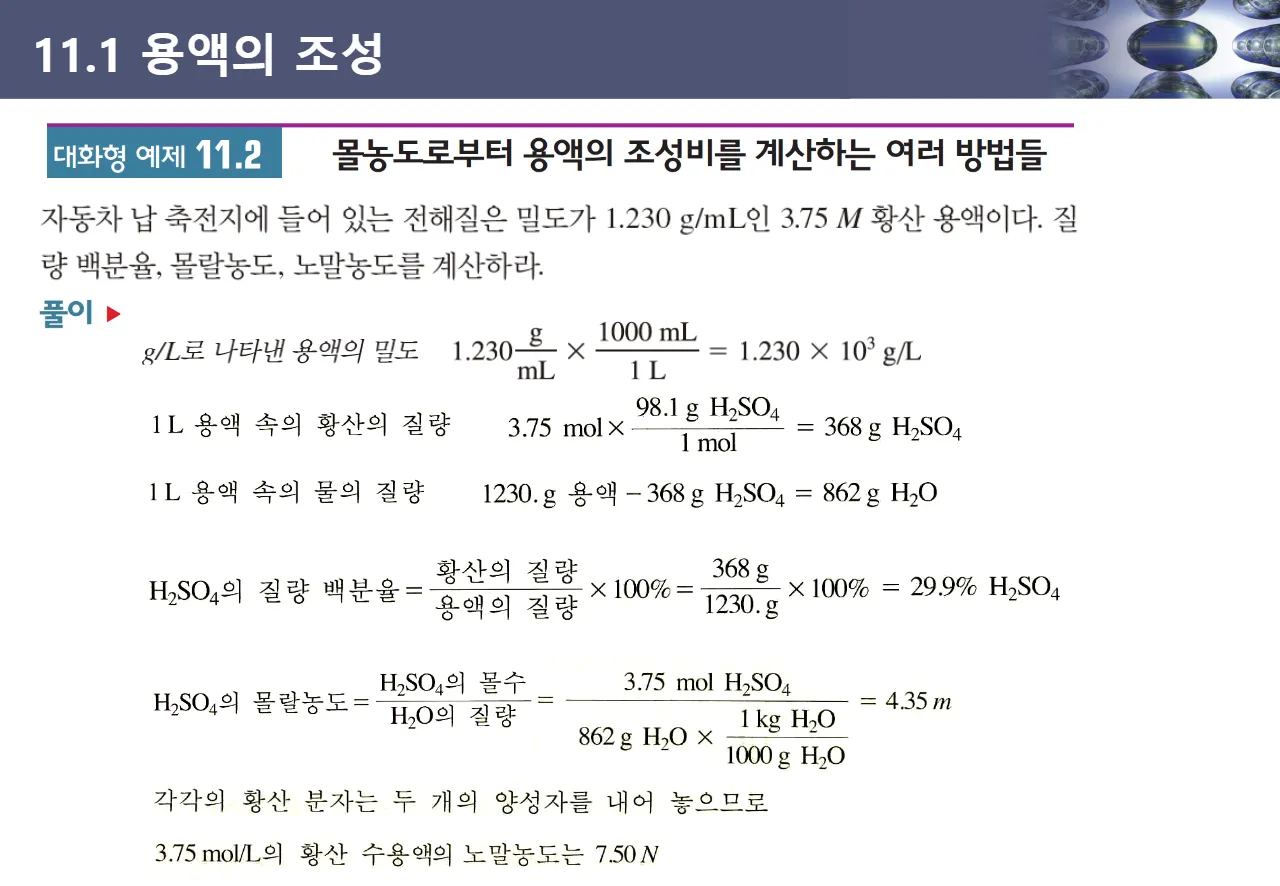 11.1 용액의 조성
대화형 예제 11.2 몰농도로부터 용액의 조성비를 계산하는 여러 방법들
자동차 납 축전지에 들어 있는 전해질은 밀도가 1.230 g/mL인 3.75 M 황산 용액이다. 질
량 백분율, 몰랄농도, 노말농도를 계산하라.
풀이 ▶
g/L로 나타낸 용액의 밀도 1.230 g/mL × 1000 mL/1 L = 1.230 × 10³ g/L
1 L 용액 속의 황산의 질량 3.75 mol × 98.1 g H₂SO₄/1 mol = 368 g H₂SO₄
1 L 용액 속의 물의 질량 1230. g 용액 − 368 g H₂SO₄ = 862 g H₂O
H₂SO₄의 질량 백분율 = 황산의 질량/용액의 질량 × 100% = 368 g/1230. g × 100% = 29.9% H₂SO₄
H₂SO₄의 몰랄농도 = H₂SO₄의 몰수/H₂O의 질량 = 3.75 mol H₂SO₄/(862 g H₂O × 1 kg H₂O/1000 g H₂O) = 4.35 m
각각의 황산 분자는 두 개의 양성자를 내어 놓으므로
3.75 mol/L의 황산 수용액의 노말농도는 7.50 N